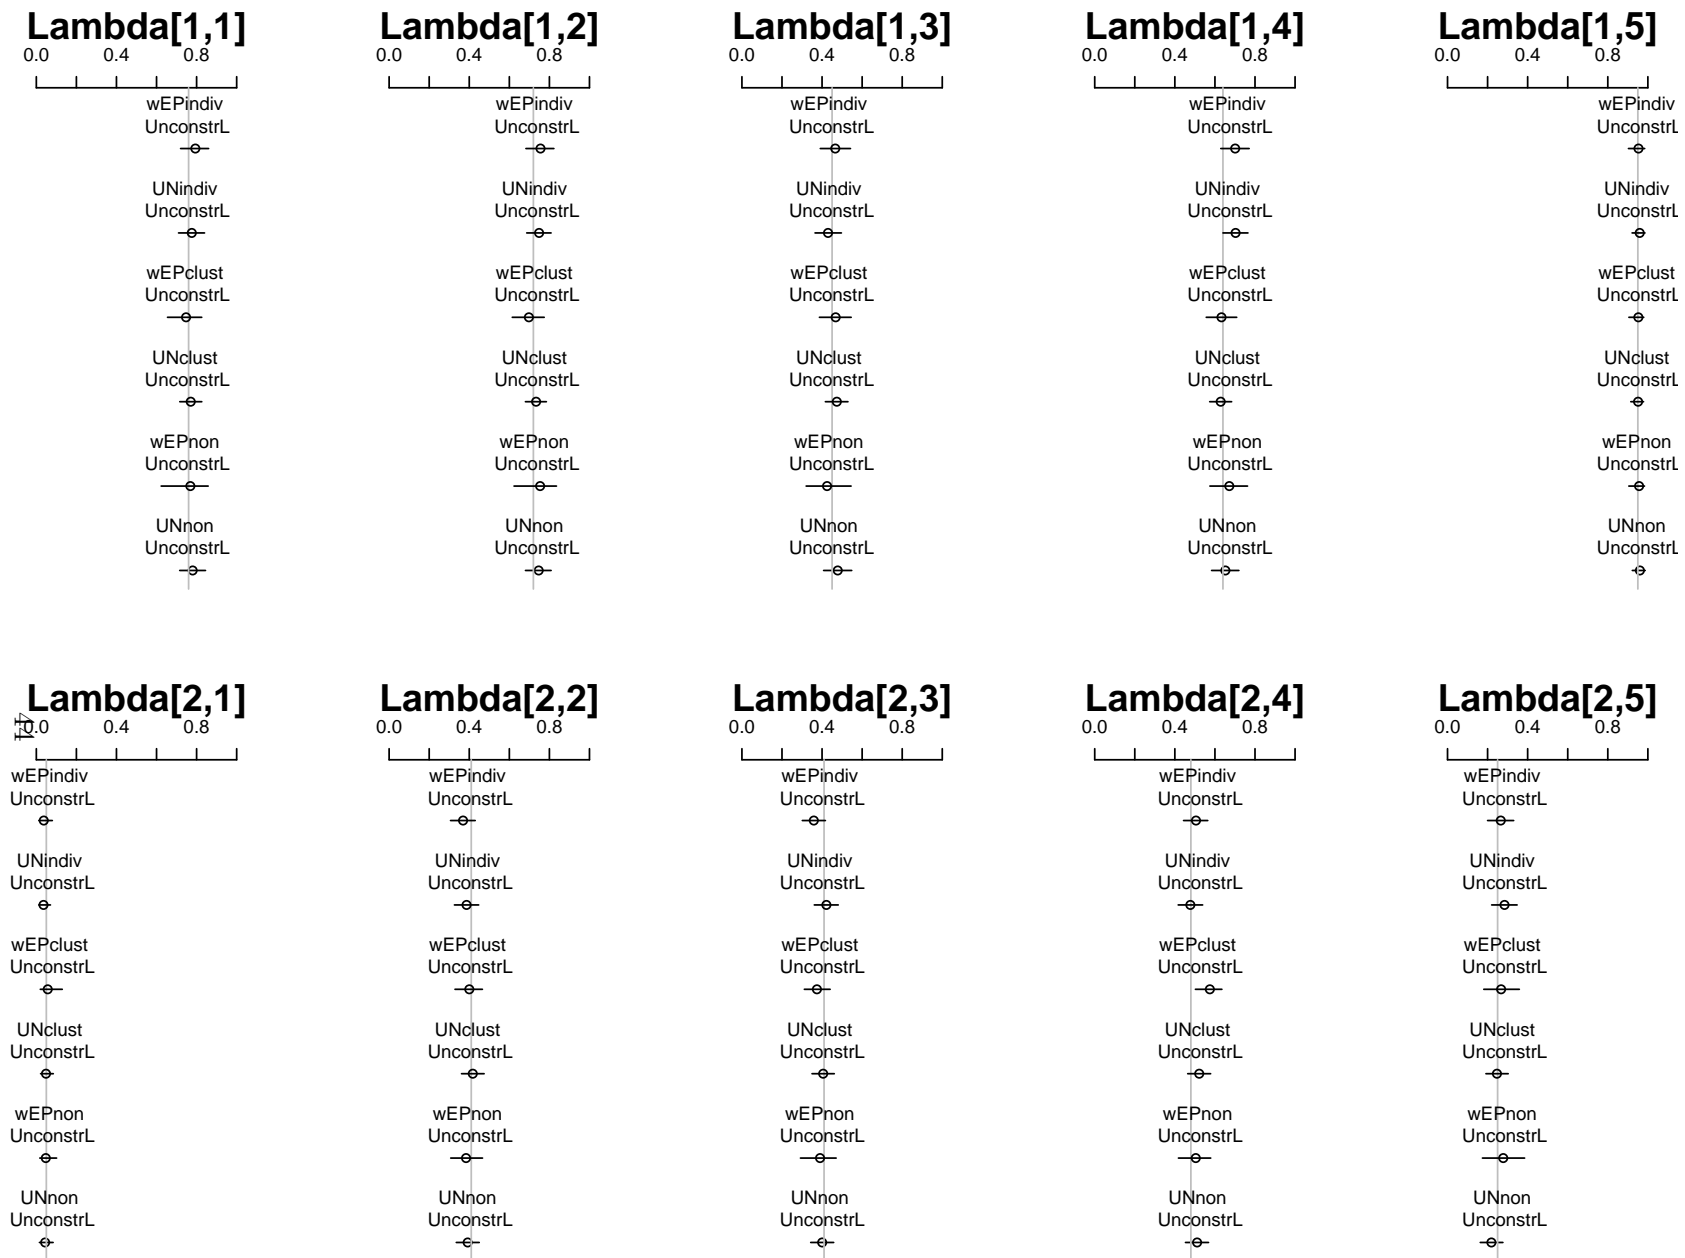 Lambda[1,1] Lambda[1,2] Lambda[1,3] Lambda[1,4] Lambda[1,5]
0.0 0.4 0.8 0.0 0.4 0.8 0.0 0.4 0.8 0.0 0.4 0.8 0.0 0.4 0.8
wEPindiv wEPindiv wEPindiv wEPindiv wEPindiv
UnconstrL UnconstrL UnconstrL UnconstrL UnconstrL
UNindiv UNindiv UNindiv UNindiv UNindiv
UnconstrL UnconstrL UnconstrL UnconstrL UnconstrL
wEPclust wEPclust wEPclust wEPclust wEPclust
UnconstrL UnconstrL UnconstrL UnconstrL UnconstrL
UNclust UNclust UNclust UNclust UNclust
UnconstrL UnconstrL UnconstrL UnconstrL UnconstrL
wEPnon wEPnon wEPnon wEPnon wEPnon
UnconstrL UnconstrL UnconstrL UnconstrL UnconstrL
UNnon UNnon UNnon UNnon UNnon
UnconstrL UnconstrL UnconstrL UnconstrL UnconstrL
Lambda[2,1] Lambda[2,2] Lambda[2,3] Lambda[2,4] Lambda[2,5]
0.0 0.4 0.8 0.0 0.4 0.8 0.0 0.4 0.8 0.0 0.4 0.8 0.0 0.4 0.8
wEPindiv wEPindiv wEPindiv wEPindiv wEPindiv
UnconstrL UnconstrL UnconstrL UnconstrL UnconstrL
UNindiv UNindiv UNindiv UNindiv UNindiv
UnconstrL UnconstrL UnconstrL UnconstrL UnconstrL
wEPclust wEPclust wEPclust wEPclust wEPclust
UnconstrL UnconstrL UnconstrL UnconstrL UnconstrL
UNclust UNclust UNclust UNclust UNclust
UnconstrL UnconstrL UnconstrL UnconstrL UnconstrL
wEPnon wEPnon wEPnon wEPnon wEPnon
UnconstrL UnconstrL UnconstrL UnconstrL UnconstrL
UNnon UNnon UNnon UNnon UNnon
UnconstrL UnconstrL UnconstrL UnconstrL UnconstrL